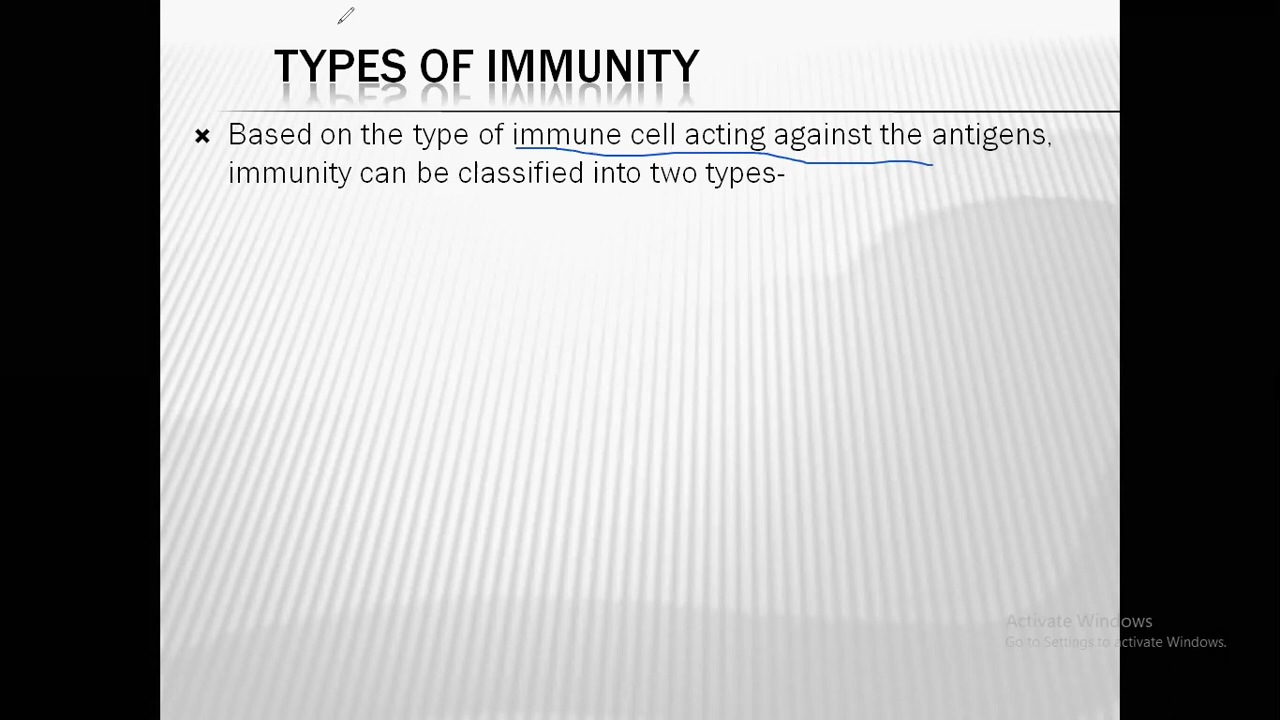 TYPES OF IMMUNITY
Based on the type of immune cell acting against the antigens,
immunity can be classified into two types-
Activate Windows
Go to Settings to activate Windows.